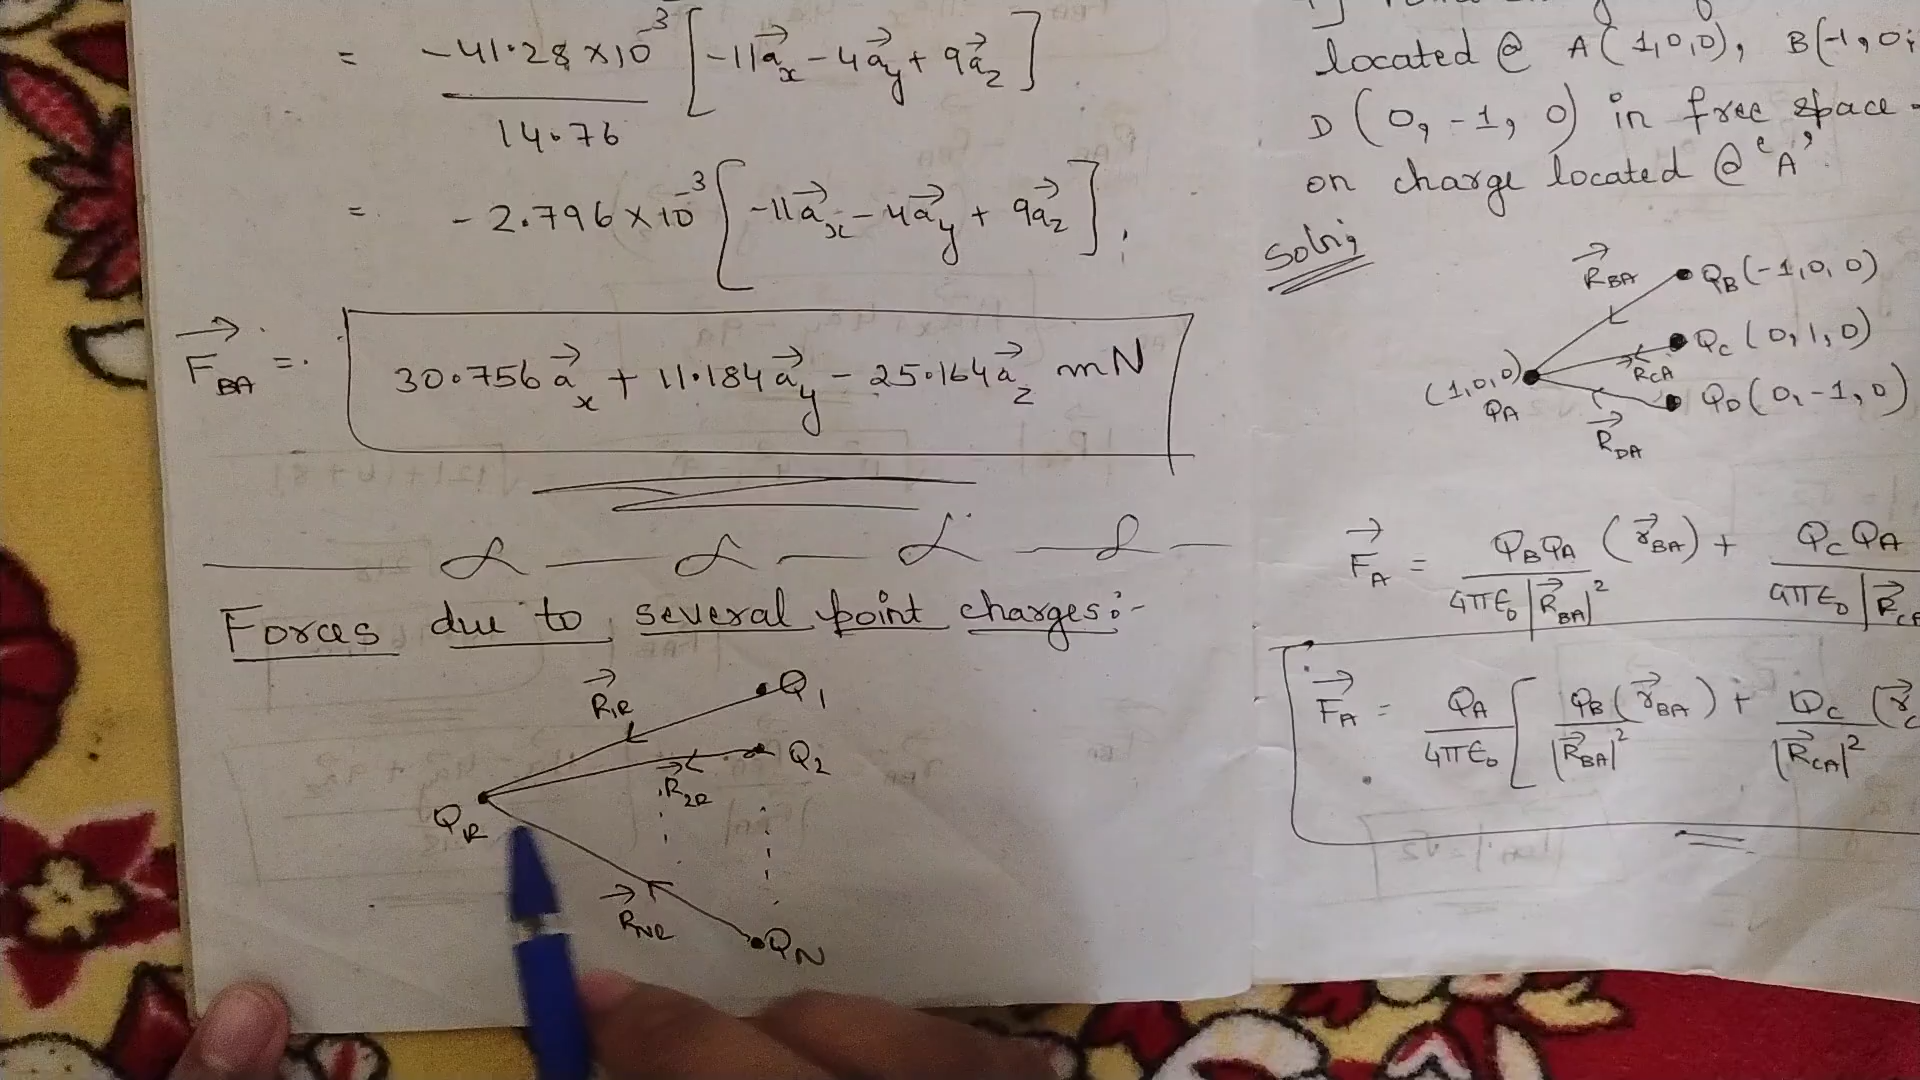 = -41.28 × 10⁻³ / 14.76 [-11a⃗x - 4a⃗y + 9a⃗z]
= -2.796 × 10⁻³ [-11a⃗x - 4a⃗y + 9a⃗z]
F⃗BA = 30.756 a⃗x + 11.184 a⃗y - 25.164 a⃗z mN
Forces due to several point charges:-
R⃗1R Q1
R⃗2R Q2
QR
R⃗NR QN
located @ A(1,0,0), B(-1,0,
D(0,-1,0) in free space
on charge located @ 'A'.
Soln;
R⃗BA QB(-1,0,0)
QC(0,1,0)
(1,0,0) RCA
QA QD(0,-1,0)
R⃗DA
F⃗A = QBQA / 4πε0|R⃗BA|² (r⃗BA) + QCQA / 4πε0|R⃗CA
F⃗A = QA / 4πε0 [ QB(r⃗BA) / |R⃗BA|² + QC(r⃗C / |R⃗CA|²